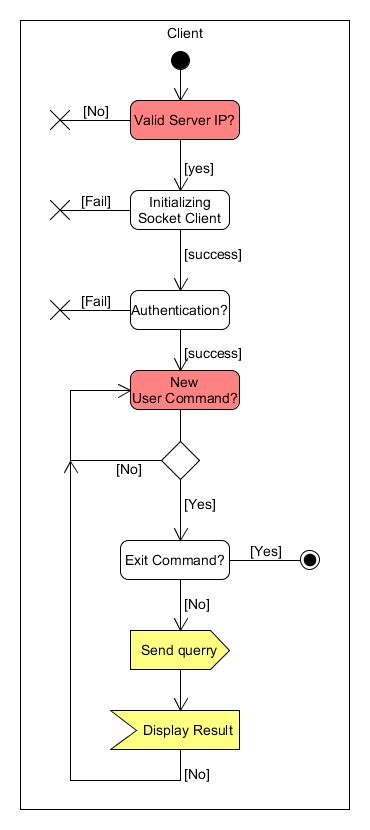 Client
[No]
Valid Server IP?
[yes]
[Fail]
Initializing
Socket Client
[success]
[Fail]
Authentication?
[success]
New
User Command?
[No]
[Yes]
Exit Command?
[Yes]
[No]
Send querry
Display Result
[No]